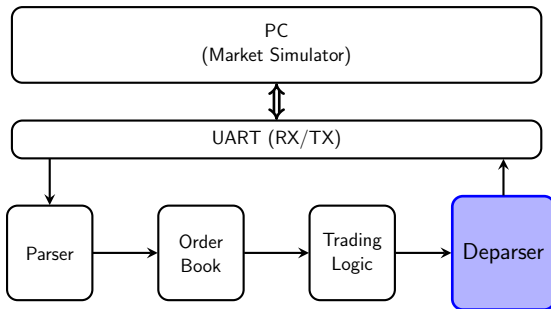 PC
(Market Simulator)
UART (RX/TX)
Parser
Order
Book
Trading
Logic
Deparser